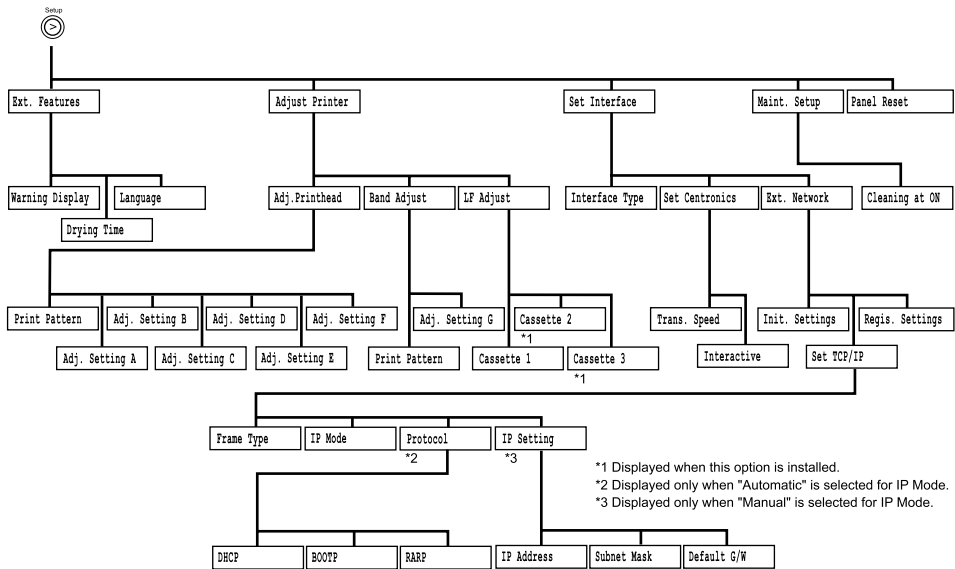 Setup
Ext. Features
Adjust Printer
Set Interface
Maint. Setup
Panel Reset
Warning Display
Language
Adj.Printhead
Band Adjust
LF Adjust
Interface Type
Set Centronics
Ext. Network
Cleaning at ON
Drying Time
Print Pattern
Adj. Setting B
Adj. Setting D
Adj. Setting F
Adj. Setting G
Cassette 2
*1
Trans. Speed
Init. Settings
Regis. Settings
Adj. Setting A
Adj. Setting C
Adj. Setting E
Print Pattern
Cassette 1
Cassette 3
*1
Interactive
Set TCP/IP
Frame Type
IP Mode
Protocol
*2
IP Setting
*3
*1 Displayed when this option is installed.
*2 Displayed only when "Automatic" is selected for IP Mode.
*3 Displayed only when "Manual" is selected for IP Mode.
DHCP
BOOTP
RARP
IP Address
Subnet Mask
Default G/W